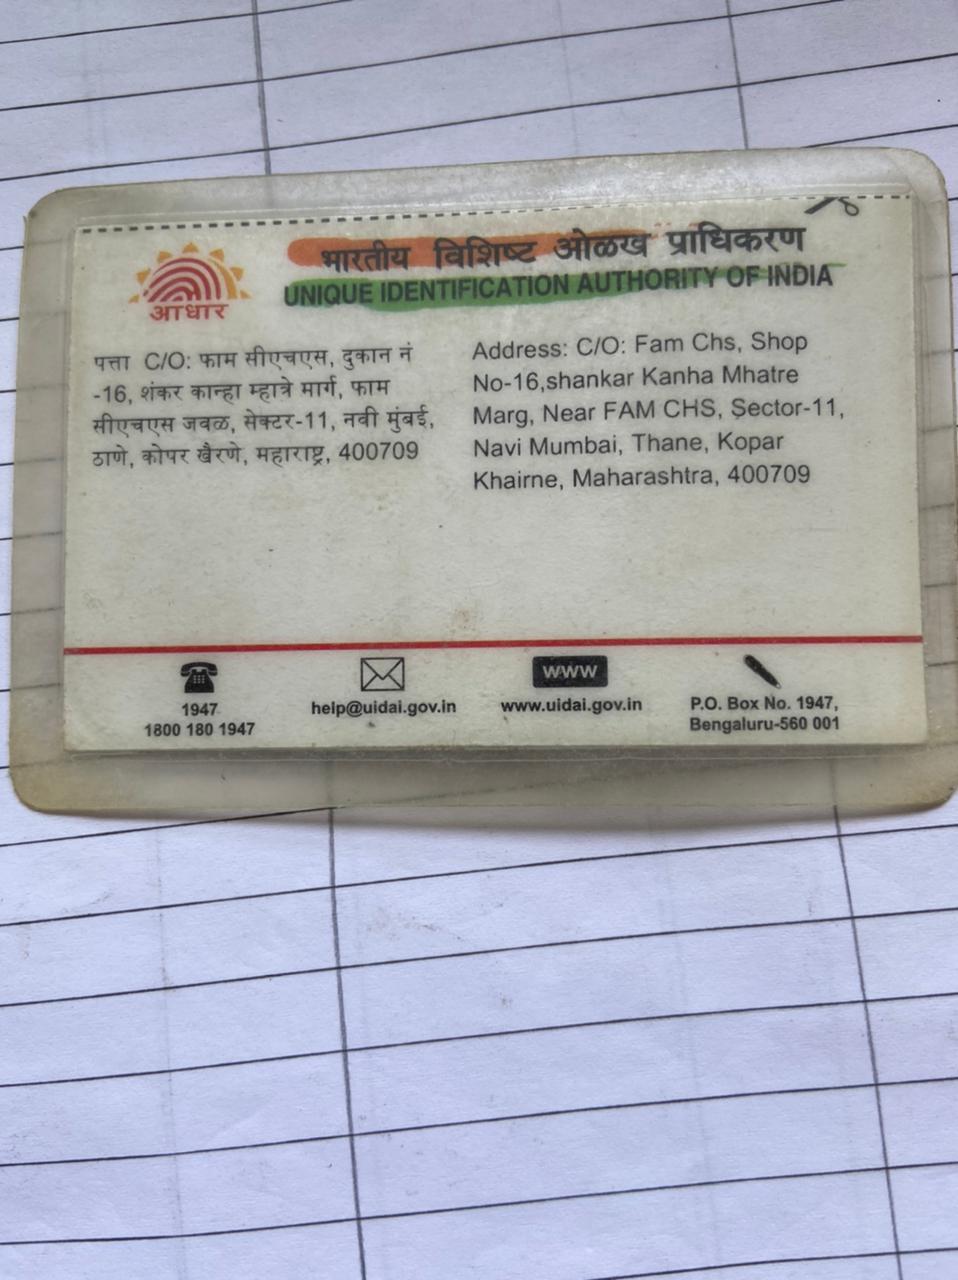 भारतीय विशिष्ट ओळख प्राधिकरण
UNIQUE IDENTIFICATION AUTHORITY OF INDIA
आधार
पत्ता C/O: फाम सीएचएस, दुकान नं
-16, शंकर कान्हा म्हात्रे मार्ग, फाम
सीएचएस जवळ, सेक्टर-11, नवी मुंबई,
ठाणे, कोपर खैरणे, महाराष्ट्र, 400709
Address: C/O: Fam Chs, Shop
No-16,shankar Kanha Mhatre
Marg, Near FAM CHS, Sector-11,
Navi Mumbai, Thane, Kopar
Khairne, Maharashtra, 400709
1947
1800 180 1947
help@uidai.gov.in
www
www.uidai.gov.in
P.O. Box No. 1947,
Bengaluru-560 001